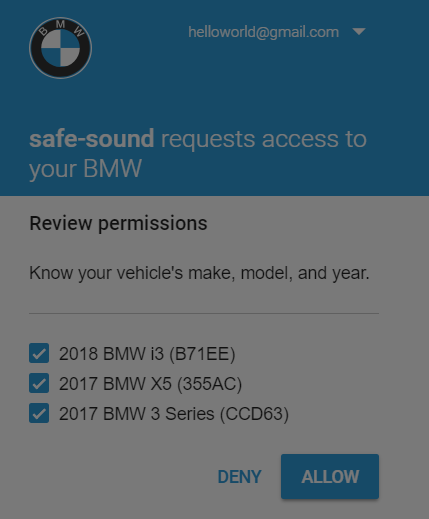 BMW
helloworld@gmail.com
safe-sound requests access to
your BMW
Review permissions
Know your vehicle's make, model, and year.
2018 BMW i3 (B71EE)
2017 BMW X5 (355AC)
2017 BMW 3 Series (CCD63)
DENY ALLOW